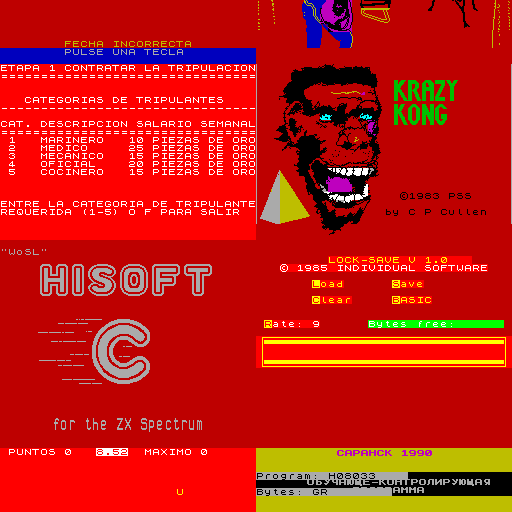 FECHA INCORRECTA
PULSE UNA TECLA
ETAPA 1 CONTRATAR LA TRIPULACION
CATEGORIAS DE TRIPULANTES
CAT. DESCRIPCION SALARIO SEMANAL
1 MARINERO 10 PIEZAS DE ORO
2 MEDICO 25 PIEZAS DE ORO
3 MECANICO 15 PIEZAS DE ORO
4 OFICIAL 20 PIEZAS DE ORO
5 COCINERO 15 PIEZAS DE ORO
ENTRE LA CATEGORIA DE TRIPULANTE
REQUERIDA (1-5) O F PARA SALIR
KRAZY
KONG
©1983 PSS
by C P Cullen
"WoSL"
HISOFT
C
for the ZX Spectrum
LOCK-SAVE V 1.0
© 1985 INDIVIDUAL SOFTWARE
Load Save
Clear BASIC
Rate: 9 Bytes free:
PUNTOS 0 8.52 MAXIMO 0
U
САРАНСК 1990
Program: H08033
ОБУЧАЮЩЕ-КОНТРОЛИРУЮЩАЯ
Bytes: GR